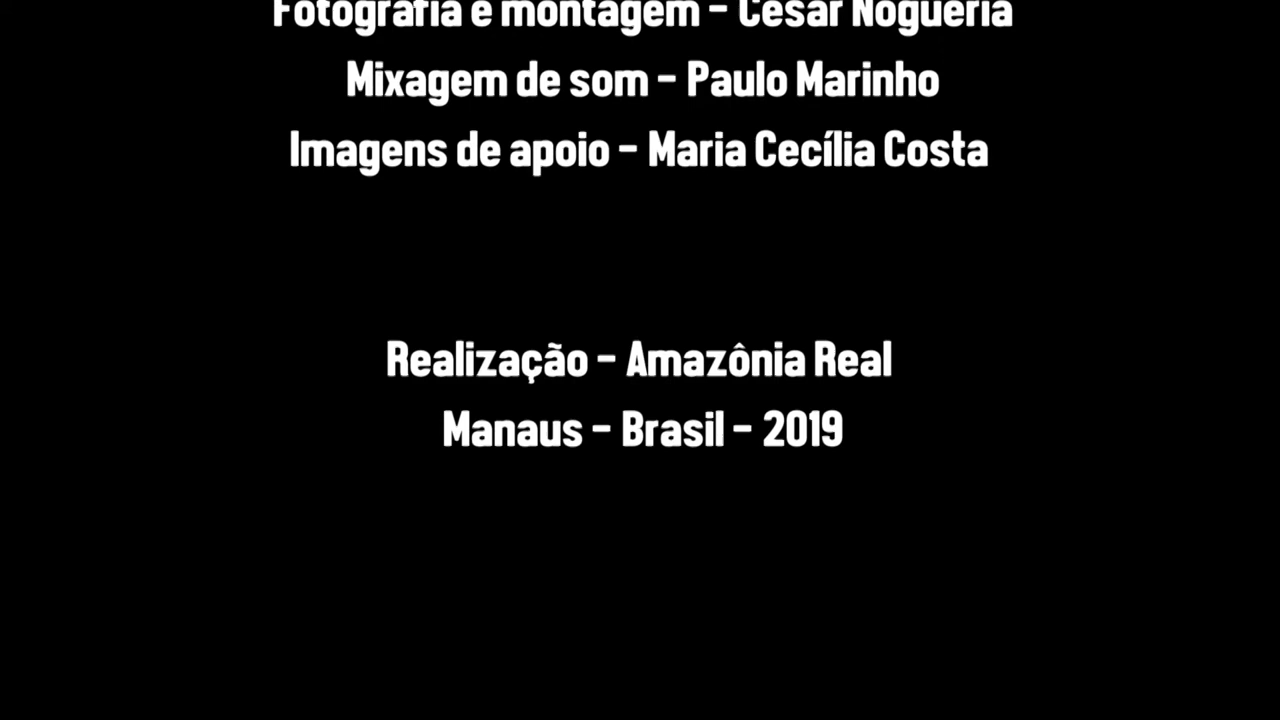 Fotografia e montagem - César Nogueria
Mixagem de som - Paulo Marinho
Imagens de apoio - Maria Cecília Costa
Realização - Amazônia Real
Manaus - Brasil - 2019